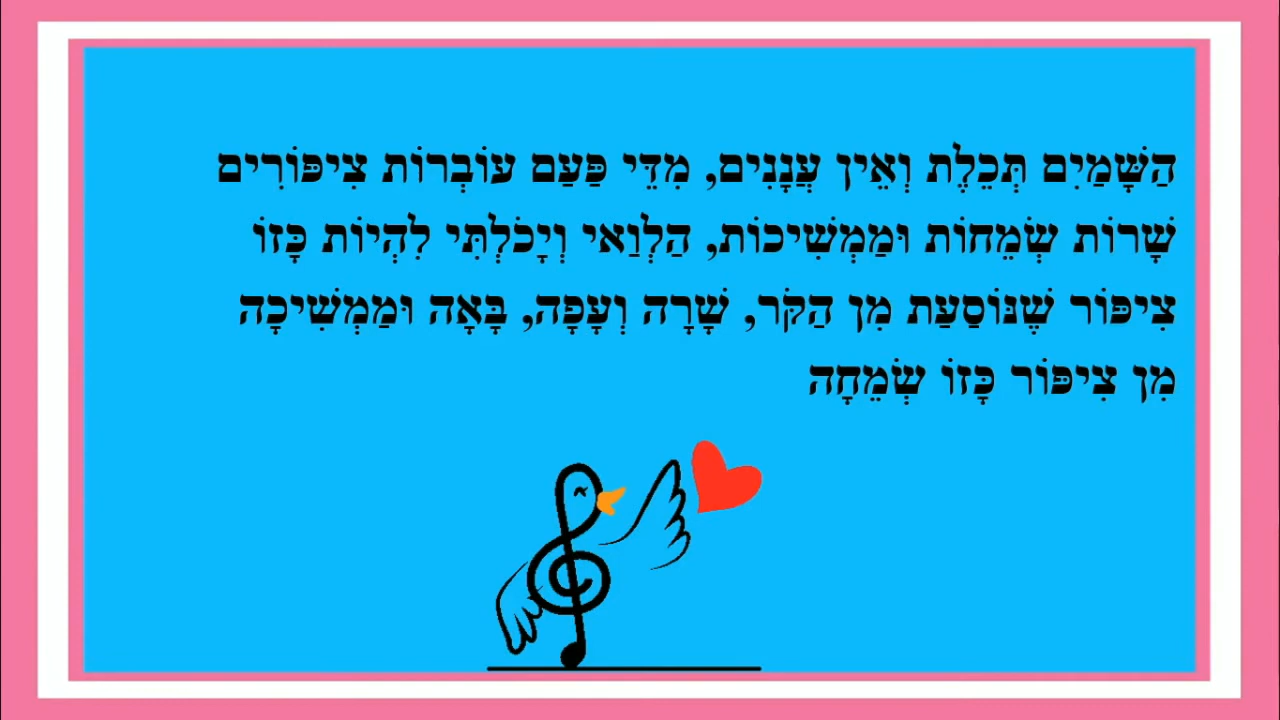 הַשָּׁמַיִם תְּכֵלֶת וְאֵין עֲנָנִים, מִדֵּי פַּעַם עוֹבְרוֹת צִיפּוֹרִים
שָׁרוֹת שְׂמֵחוֹת וּמַמְשִׁיכוֹת, הַלְוַאי וְיָכֹלְתִּי לִהְיוֹת כָּזוֹ
צִיפּוֹר שֶׁנּוֹסַעַת מִן הַקֹּר, שָׁרָה וְעָפָה, בָּאָה וּמַמְשִׁיכָה
מִן צִיפּוֹר כָּזוֹ שְׂמֵחָה